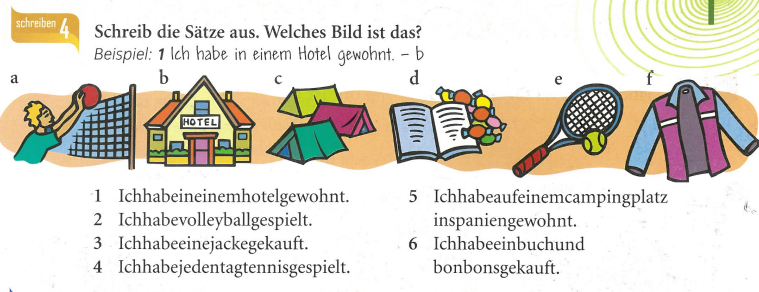 schreiben 4
Schreib die Sätze aus. Welches Bild ist das?
Beispiel: 1 Ich habe in einem Hotel gewohnt. – b
a b c d e f
HOTEL
1 Ichhabeineinemhotelgewohnt.
2 Ichhabevolleyballgespielt.
3 Ichhabeeinejackegekauft.
4 Ichhabejedentagtennisgespielt.
5 Ichhabeaufeinemcampingplatz
inspaniengewohnt.
6 Ichhabeeinbuchund
bonbonsgekauft.